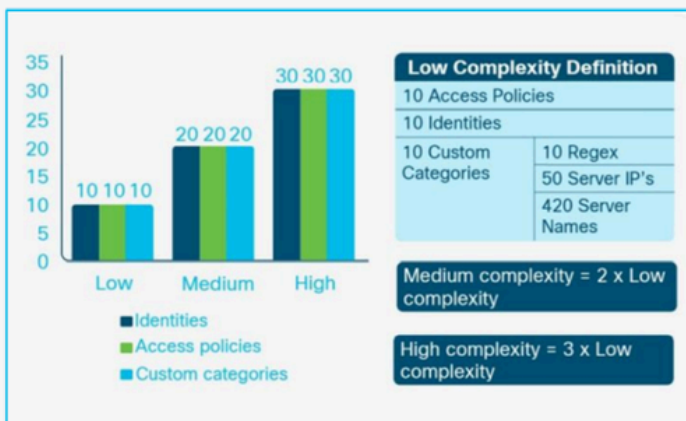 35
30
25
20
15
10
5
0
10 10 10
20 20 20
30 30 30
Low
Medium
High
Identities
Access policies
Custom categories
Low Complexity Definition
10 Access Policies
10 Identities
10 Custom
Categories
10 Regex
50 Server IP's
420 Server
Names
Medium complexity = 2 x Low
complexity
High complexity = 3 x Low
complexity